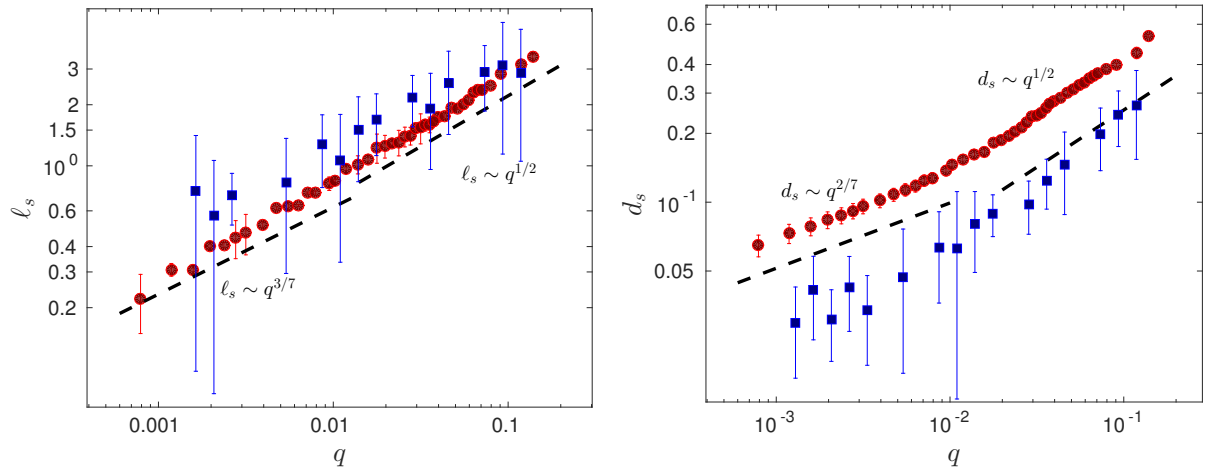 3
2
1.5
10^0
0.6
0.4
0.3
0.2
ℓ_s
ℓ_s ∼ q^{1/2}
ℓ_s ∼ q^{3/7}
0.001
0.01
0.1
q
0.6
0.4
0.3
0.2
10^{-1}
0.05
d_s
d_s ∼ q^{1/2}
d_s ∼ q^{2/7}
10^{-3}
10^{-2}
10^{-1}
q